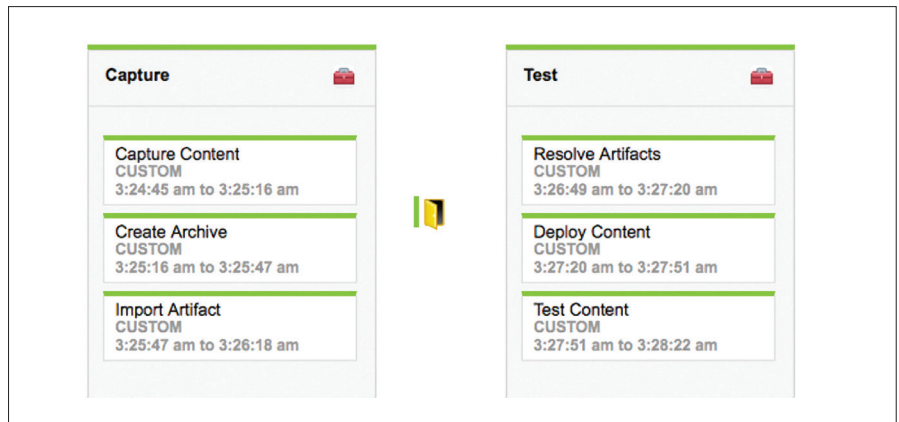 Capture
Capture Content
CUSTOM
3:24:45 am to 3:25:16 am
Create Archive
CUSTOM
3:25:16 am to 3:25:47 am
Import Artifact
CUSTOM
3:25:47 am to 3:26:18 am
Test
Resolve Artifacts
CUSTOM
3:26:49 am to 3:27:20 am
Deploy Content
CUSTOM
3:27:20 am to 3:27:51 am
Test Content
CUSTOM
3:27:51 am to 3:28:22 am